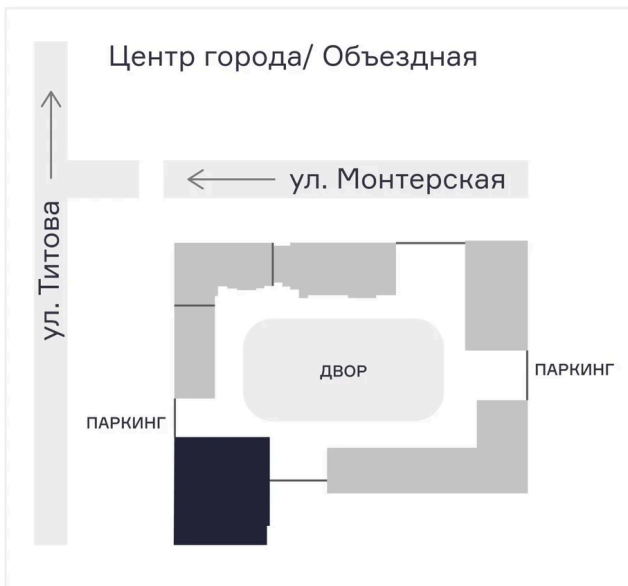 Центр города/ Объездная
ул. Монтерская
ул. Титова
ДВОР
ПАРКИНГ
ПАРКИНГ